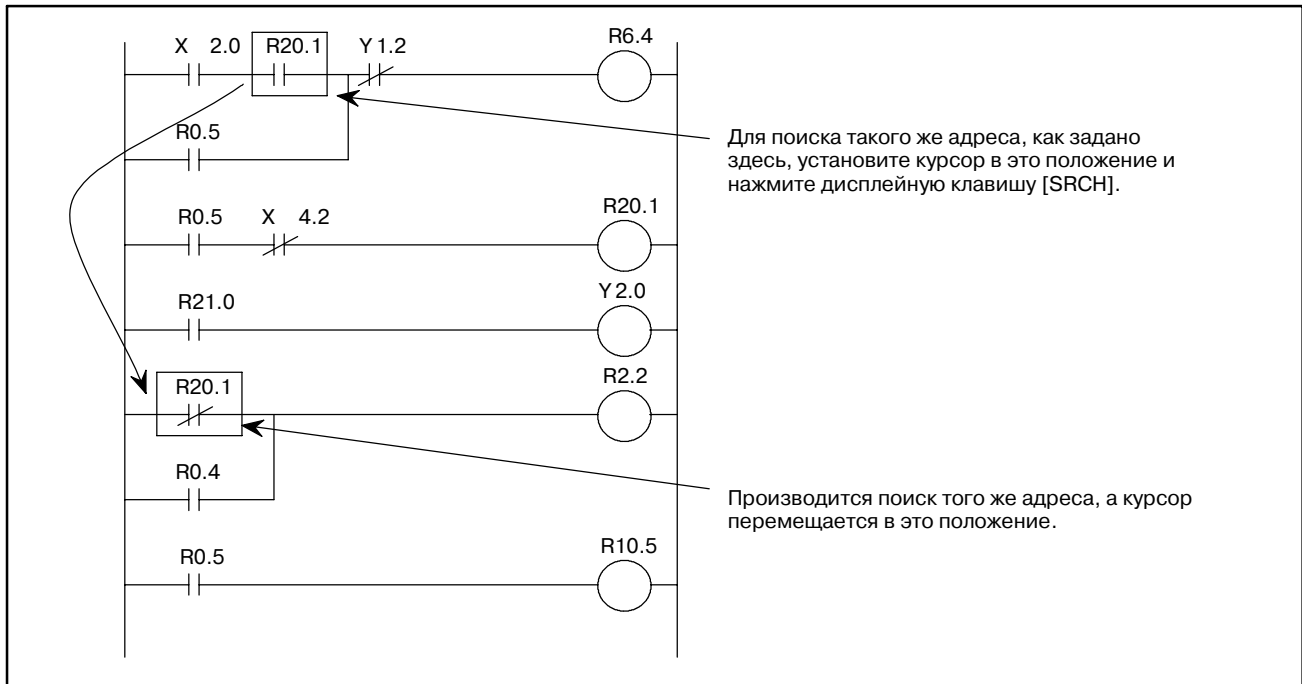 X 2.0 R20.1 Y 1.2 R6.4
R0.5
Для поиска такого же адреса, как задано
здесь, установите курсор в это положение и
нажмите дисплейную клавишу [SRCH].
R0.5 X 4.2 R20.1
R21.0 Y 2.0
R20.1 R2.2
R0.4
Производится поиск того же адреса, а курсор
перемещается в это положение.
R0.5 R10.5